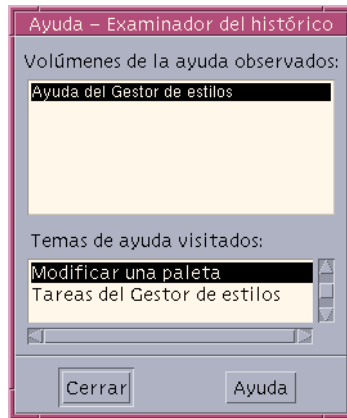 Ayuda – Examinador del histórico
Volúmenes de la ayuda observados:
Ayuda del Gestor de estilos
Temas de ayuda visitados:
Modificar una paleta
Tareas del Gestor de estilos
Cerrar
Ayuda